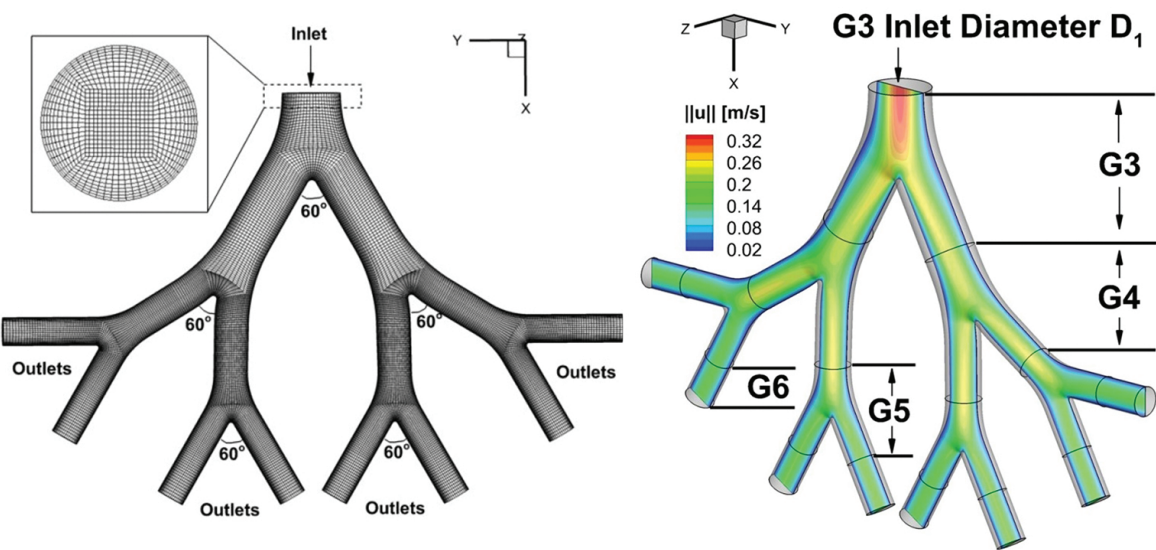 Inlet
Y
Z
X
60°
60°
60°
60°
60°
Outlets
Outlets
Outlets
Outlets
Z
Y
X
G3 Inlet Diameter D1
||u|| [m/s]
0.32
0.26
0.2
0.14
0.08
0.02
G3
G4
G5
G6